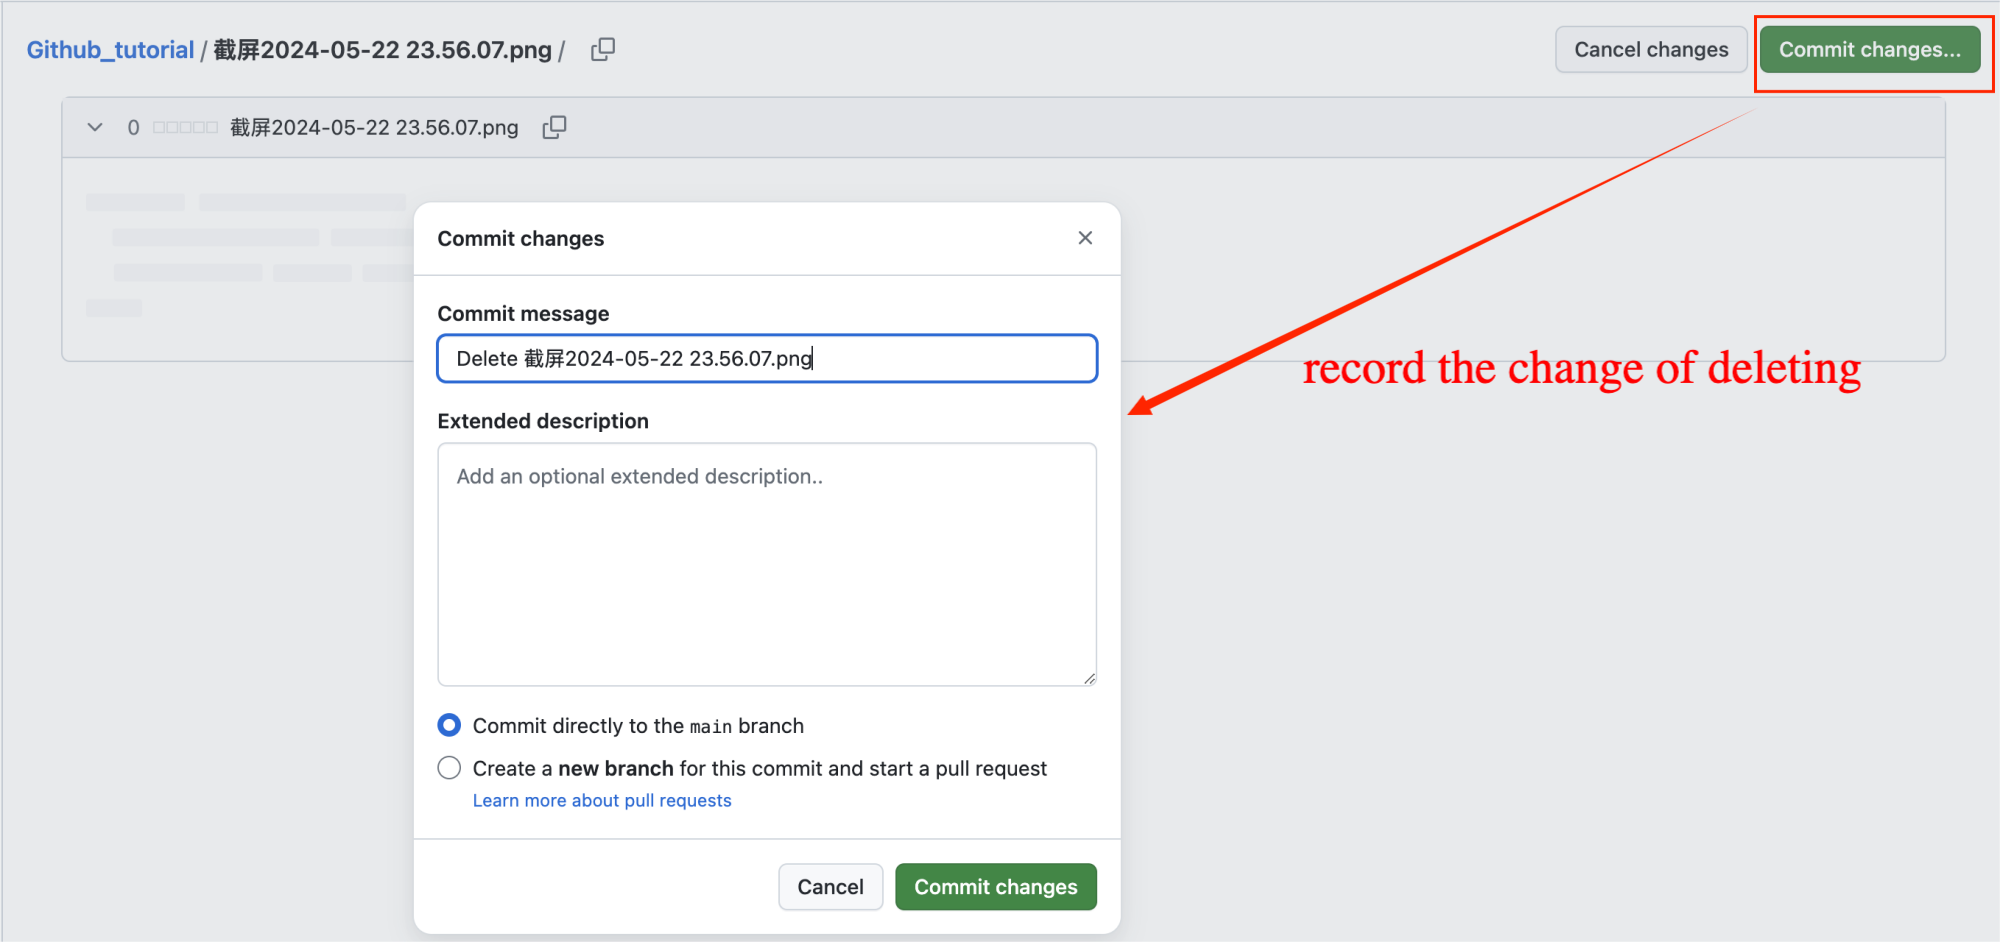 Github_tutorial / 截屏2024-05-22 23.56.07.png /
Cancel changes
Commit changes...
0 截屏2024-05-22 23.56.07.png
Commit changes
Commit message
Delete 截屏2024-05-22 23.56.07.png
record the change of deleting
Extended description
Add an optional extended description..
Commit directly to the main branch
Create a new branch for this commit and start a pull request
Learn more about pull requests
Cancel
Commit changes